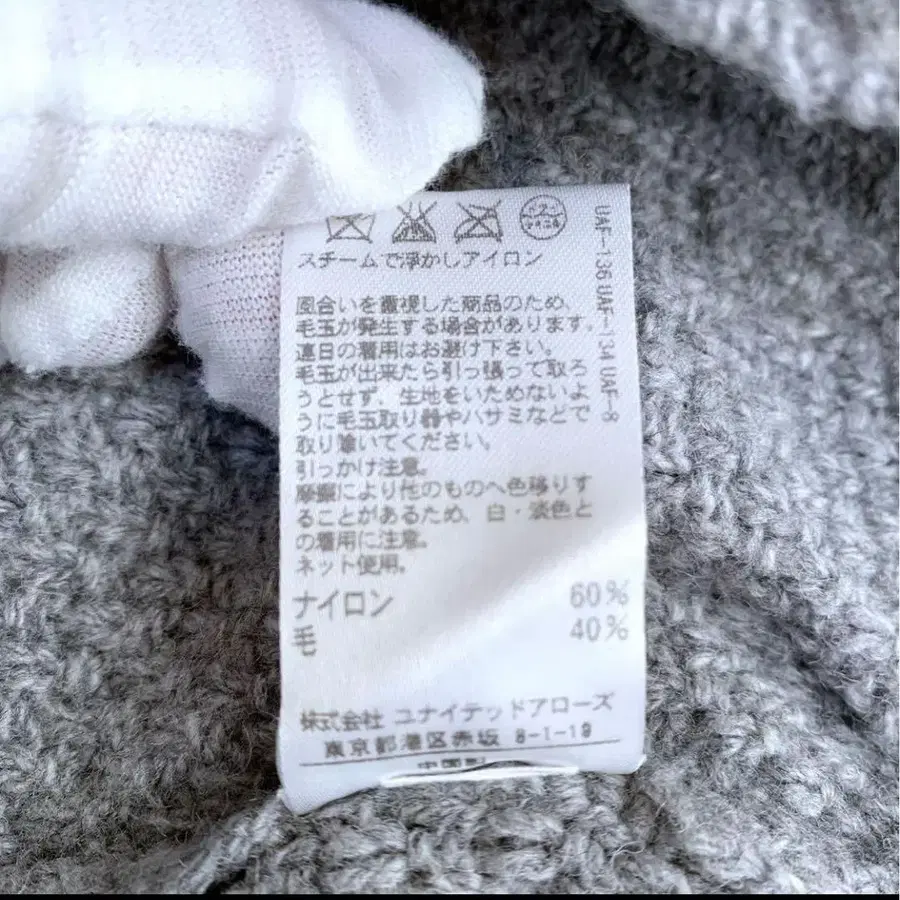 スチームで浮かしアイロン
風合いを重視した商品のため、
毛玉が発生する場合があります。
連日の着用はお避け下さい。
毛玉が出来たら引っ張って取ろ
うとせず、生地をいためないよ
うに毛玉取り器やハサミなどで
取り除いてください。
引っかけ注意。
摩擦により他のものへ色移りす
ることがあるため、白・淡色と
の着用に注意。
ネット使用。
ナイロン 60%
毛 40%
株式会社 ユナイテッドアローズ
東京都港区赤坂 8-1-19
UAF-136 UAF-134 UAF-8